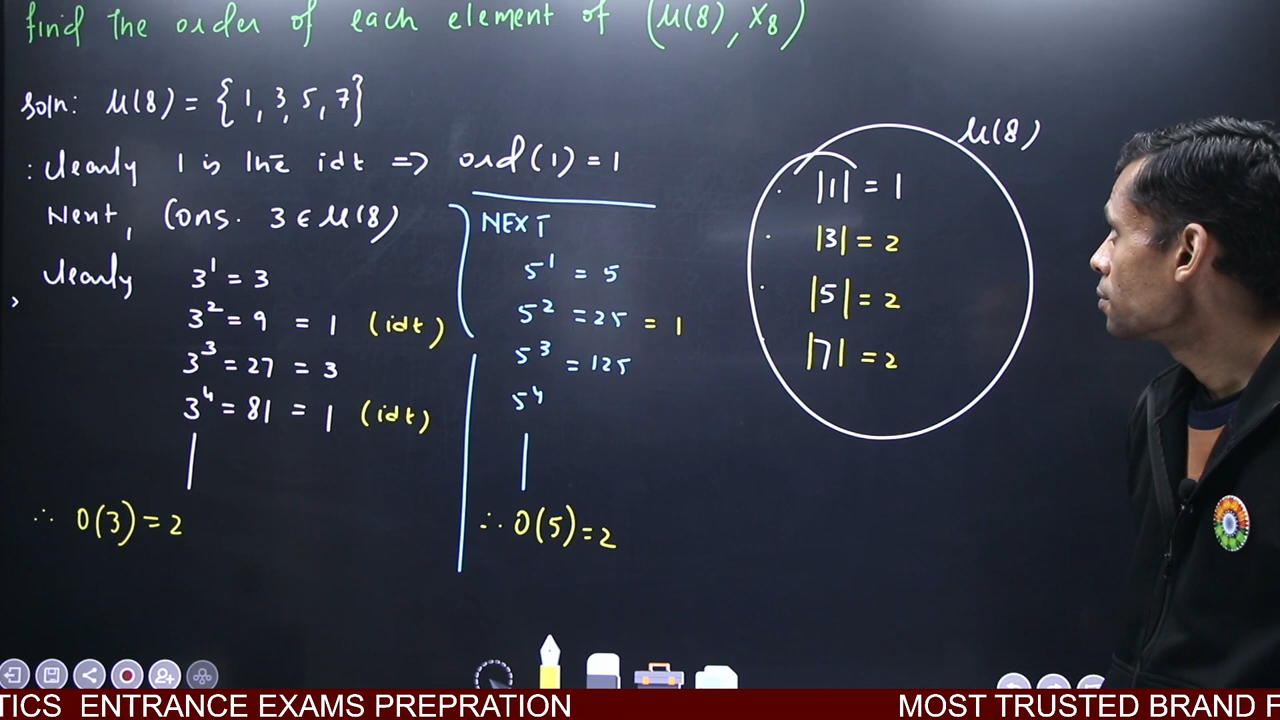 find The order of each element of (μ(8), ×₈)
Soln: μ(8) = {1, 3, 5, 7}
: Clearly 1 is the idt => ord(1) = 1
Next, Cons. 3 ∈ μ(8)
Clearly 3¹ = 3
3² = 9 = 1 (idt)
3³ = 27 = 3
3⁴ = 81 = 1 (idt)
∴ O(3) = 2
NEXT
5¹ = 5
5² = 25 = 1
5³ = 125
5⁴
∴ O(5) = 2
μ(8)
|1| = 1
|3| = 2
|5| = 2
|7| = 2
TICS ENTRANCE EXAMS PREPRATION MOST TRUSTED BRAND F